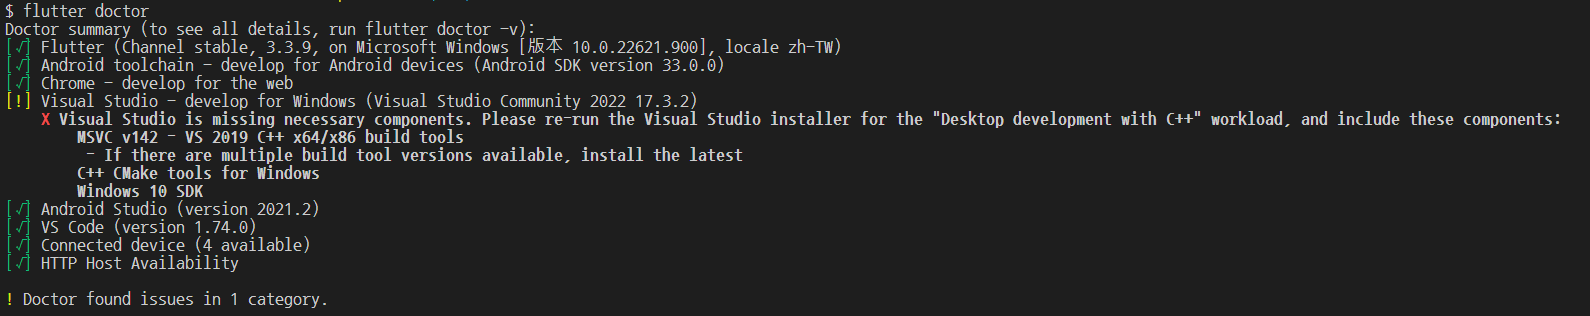 $ flutter doctor
Doctor summary (to see all details, run flutter doctor -v):
[√] Flutter (Channel stable, 3.3.9, on Microsoft Windows [版本 10.0.22621.900], locale zh-TW)
[√] Android toolchain - develop for Android devices (Android SDK version 33.0.0)
[√] Chrome - develop for the web
[!] Visual Studio - develop for Windows (Visual Studio Community 2022 17.3.2)
X Visual Studio is missing necessary components. Please re-run the Visual Studio installer for the "Desktop development with C++" workload, and include these components:
MSVC v142 - VS 2019 C++ x64/x86 build tools
- If there are multiple build tool versions available, install the latest
C++ CMake tools for Windows
Windows 10 SDK
[√] Android Studio (version 2021.2)
[√] VS Code (version 1.74.0)
[√] Connected device (4 available)
[√] HTTP Host Availability
! Doctor found issues in 1 category.